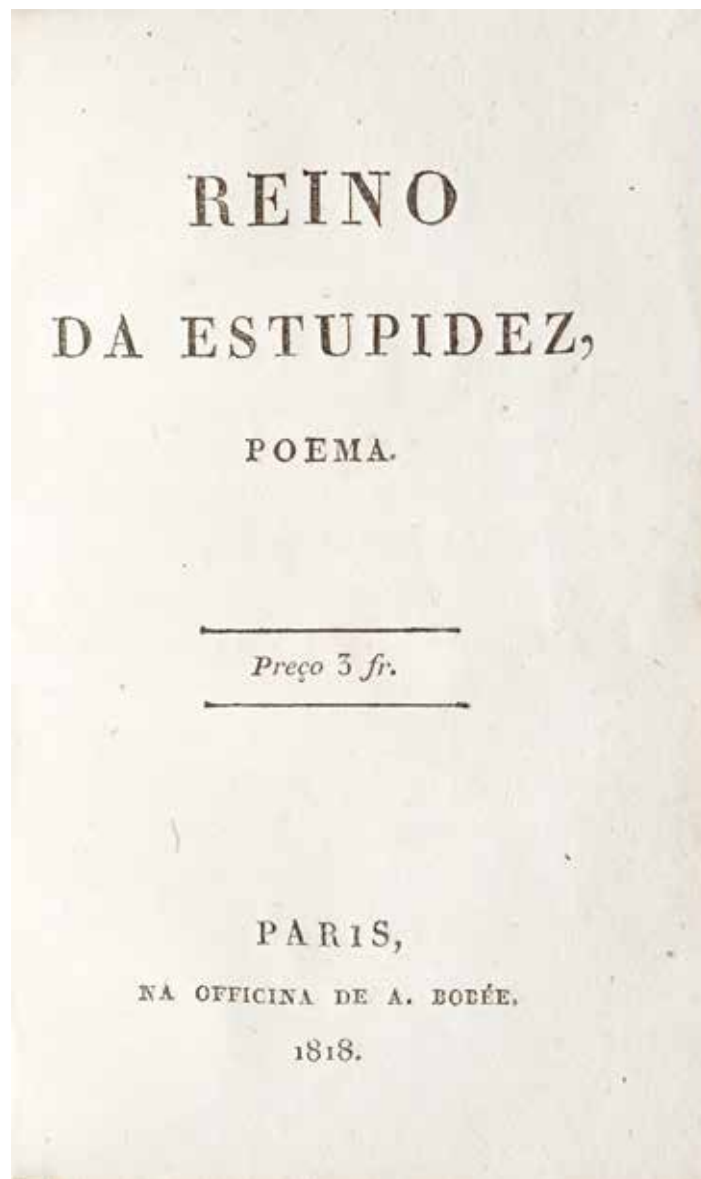 REINO
DA ESTUPIDEZ,
POEMA.
Preço 3 fr.
PARIS,
NA OFFICINA DE A. BOBÉE.
1818.